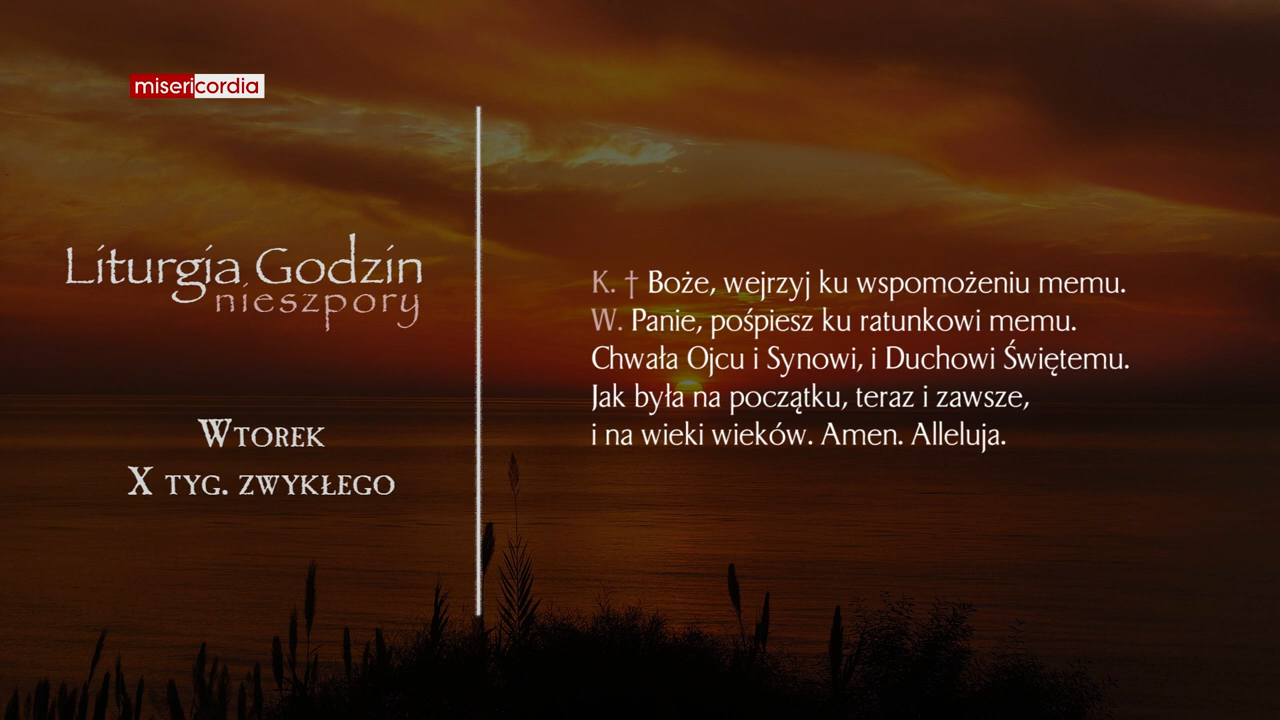 misericordia
Liturgia Godzin
nieszpory
Wtorek
X tyg. zwykłego
K. † Boże, wejrzyj ku wspomożeniu memu.
W. Panie, pośpiesz ku ratunkowi memu.
Chwała Ojcu i Synowi, i Duchowi Świętemu.
Jak była na początku, teraz i zawsze,
i na wieki wieków. Amen. Alleluja.